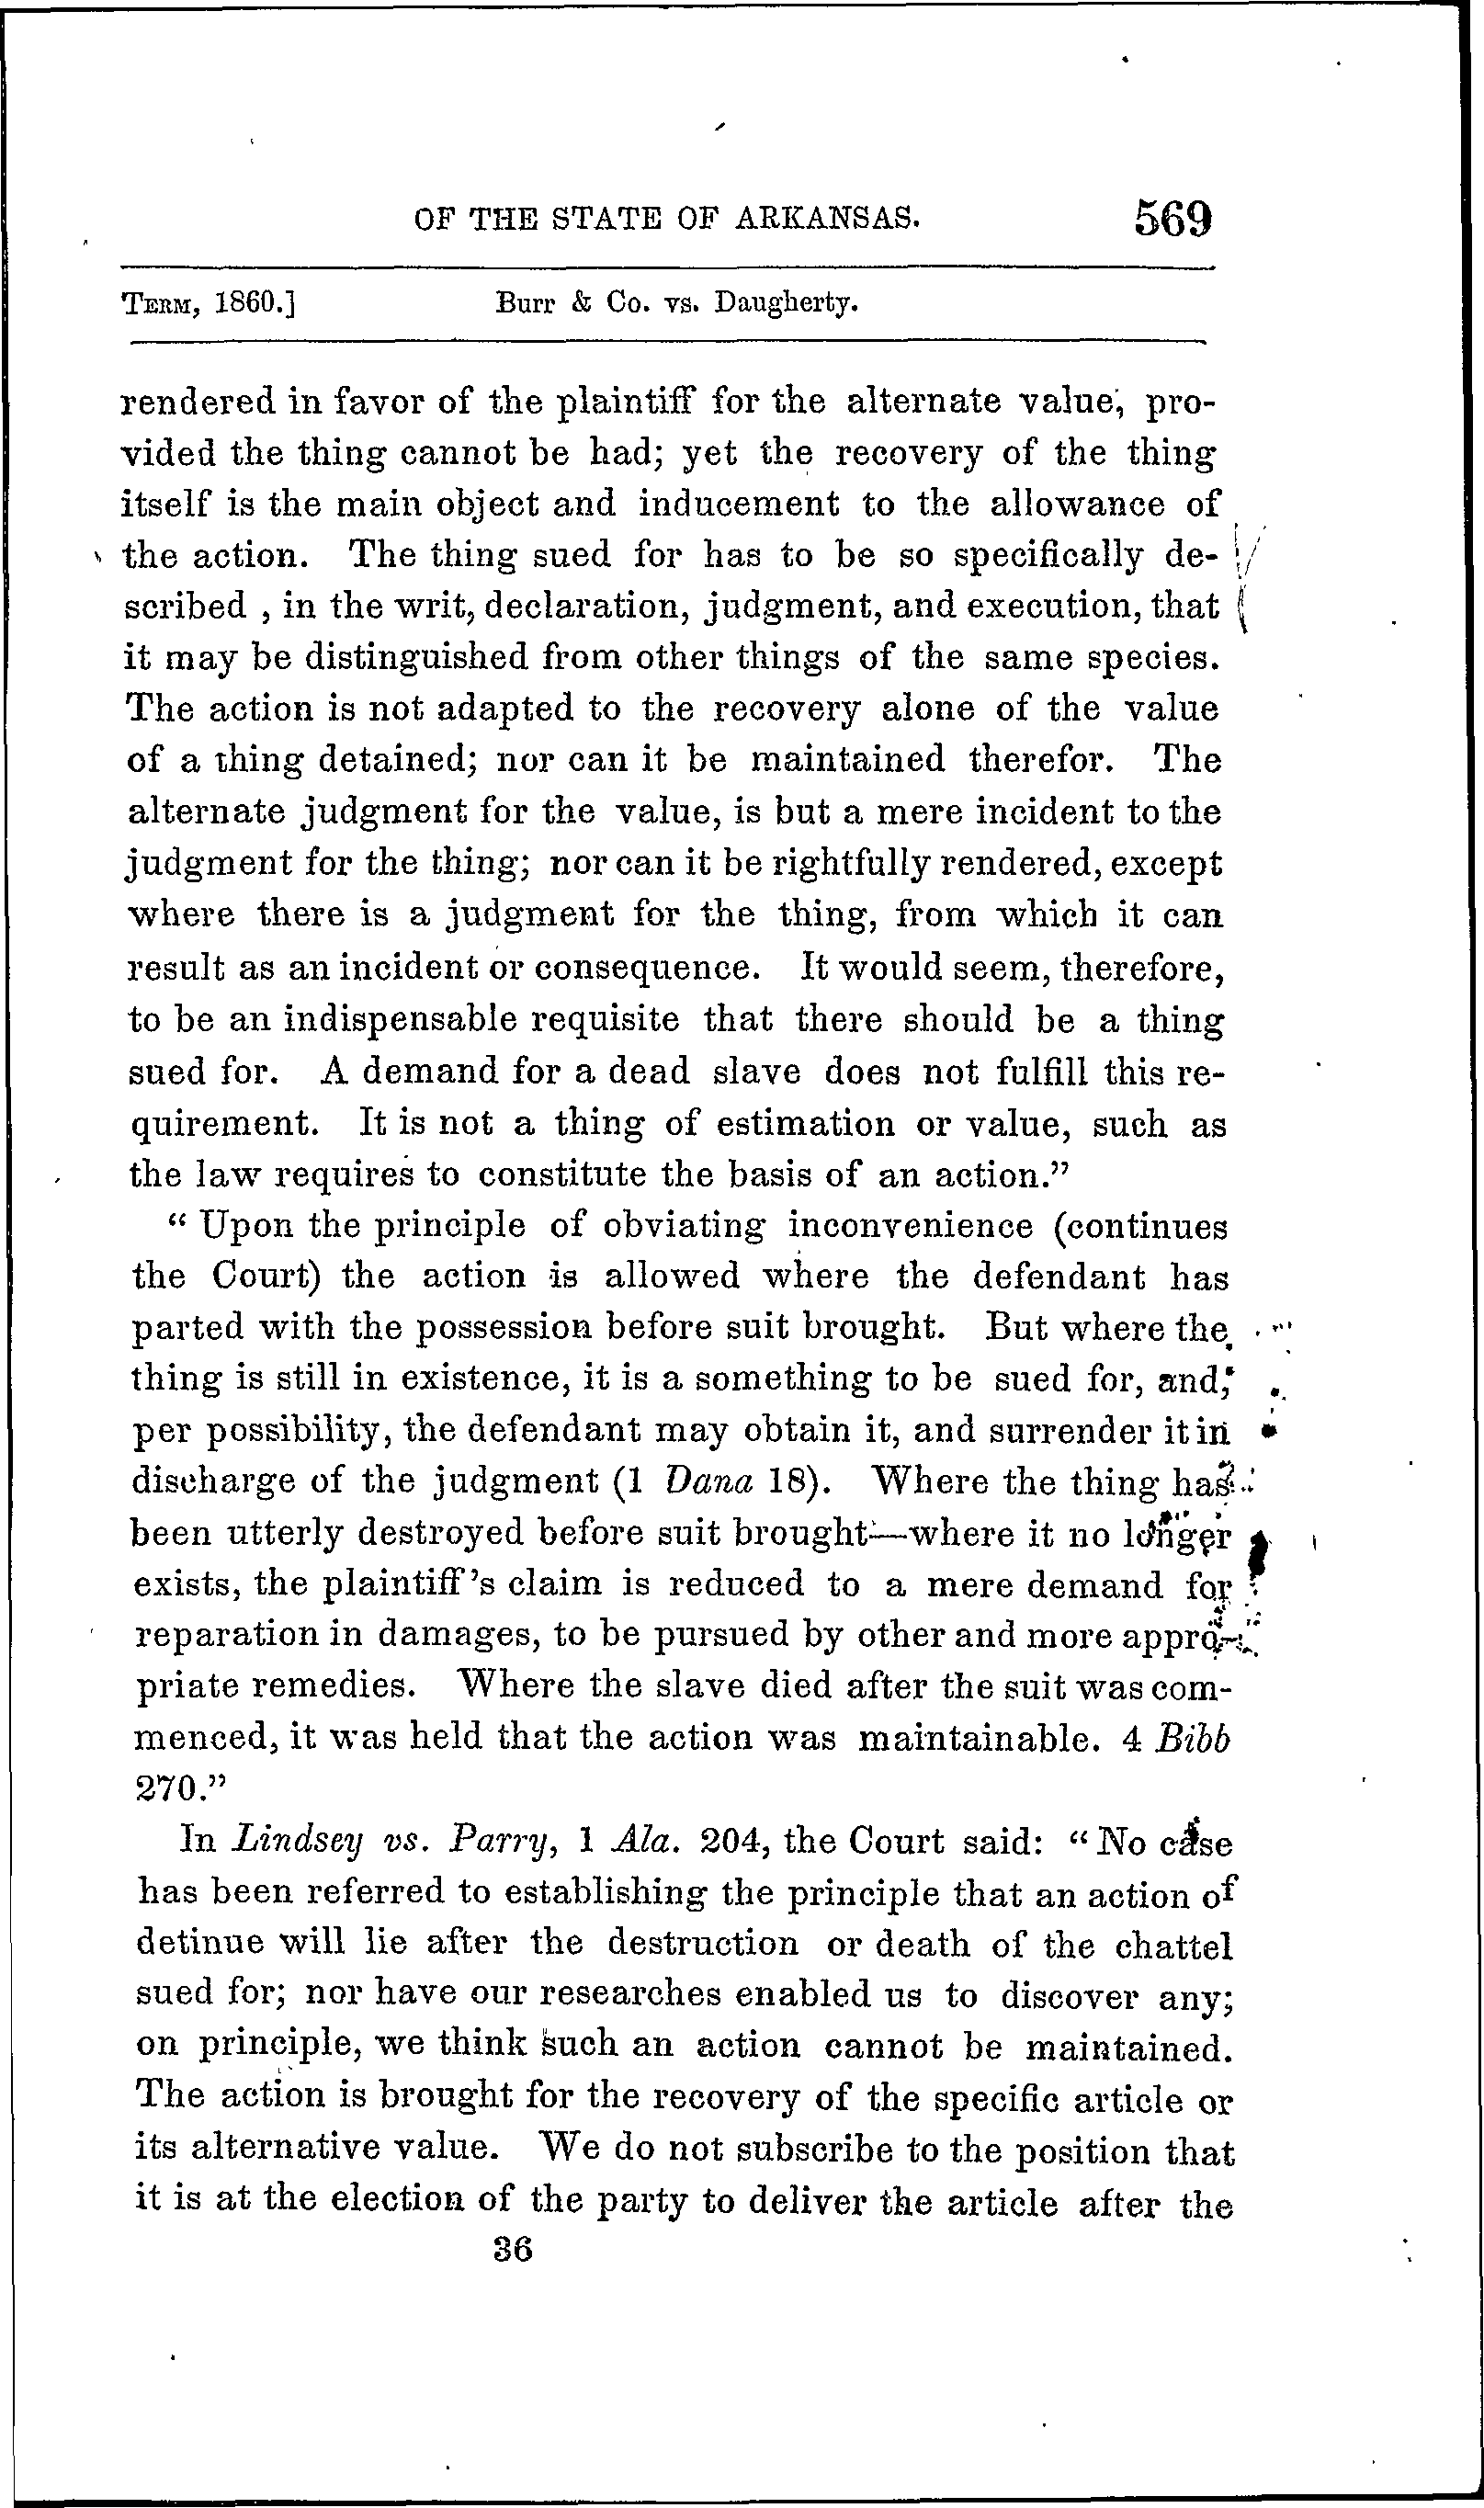 OF THE STATE OF ARKANSAS. 569
TERM, 1860.] Burr & Co. vs. Daugherty.
rendered in favor of the plaintiff for the alternate value, pro-
vided the thing cannot be had; yet the recovery of the thing
itself is the main object and inducement to the allowance of
the action. The thing sued for has to be so specifically de-
scribed , in the writ, declaration, judgment, and execution, that
it may be distinguished from other things of the same species.
The action is not adapted to the recovery alone of the value
of a thing detained; nor can it be maintained therefor. The
alternate judgment for the value, is but a mere incident to the
judgment for the thing; nor can it be rightfully rendered, except
where there is a judgment for the thing, from which it can
result as an incident or consequence. It would seem, therefore,
to be an indispensable requisite that there should be a thing
sued for. A demand for a dead slave does not fulfill this re-
quirement. It is not a thing of estimation or value, such as
the law requires to constitute the basis of an action."
" Upon the principle of obviating inconvenience (continues
the Court) the action is allowed where the defendant has
parted with the possession before suit brought. But where the
thing is still in existence, it is a something to be sued for, and,
per possibility, the defendant may obtain it, and surrender it in
discharge of the judgment (1 Dana 18). Where the thing has
been utterly destroyed before suit brought—where it no longer
exists, the plaintiff's claim is reduced to a mere demand for
reparation in damages, to be pursued by other and more appro-
priate remedies. Where the slave died after the suit was com-
menced, it was held that the action was maintainable. 4 Bibb
270."
In Lindsey vs. Parry, 1 Ala. 204, the Court said: " No case
has been referred to establishing the principle that an action of
detinue will lie after the destruction or death of the chattel
sued for; nor have our researches enabled us to discover any;
on principle, we think such an action cannot be maintained.
The action is brought for the recovery of the specific article or
its alternative value. We do not subscribe to the position that
it is at the election of the party to deliver the article after the
36